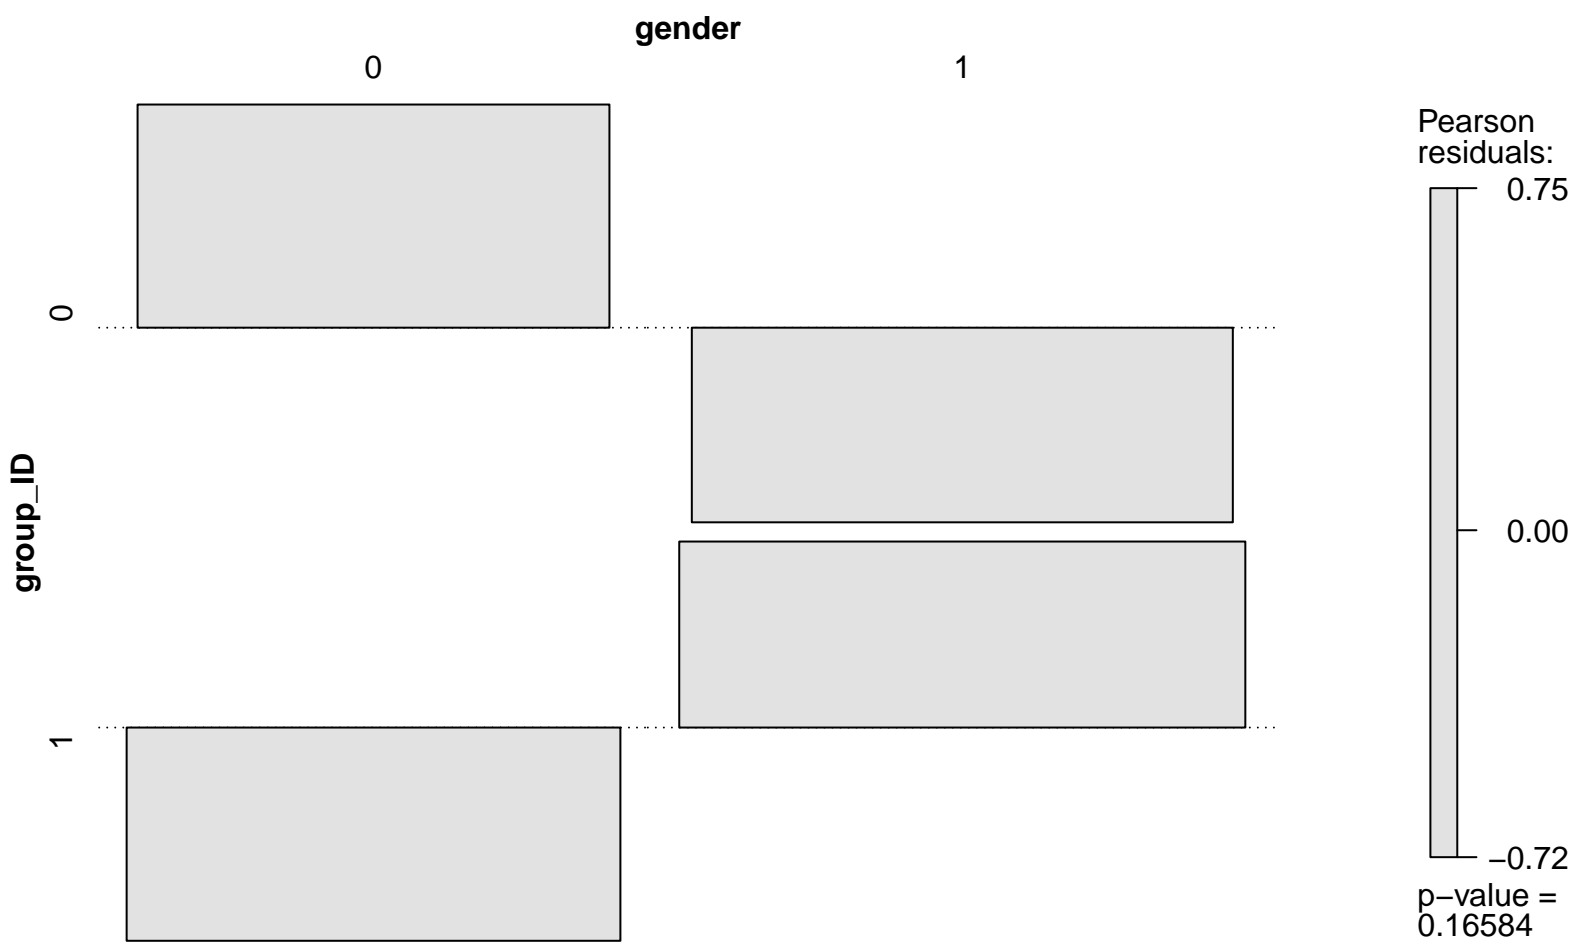 gender
0 1
Pearson
residuals:
0.75
0
group_ID
0.00
1
−0.72
p−value =
0.16584